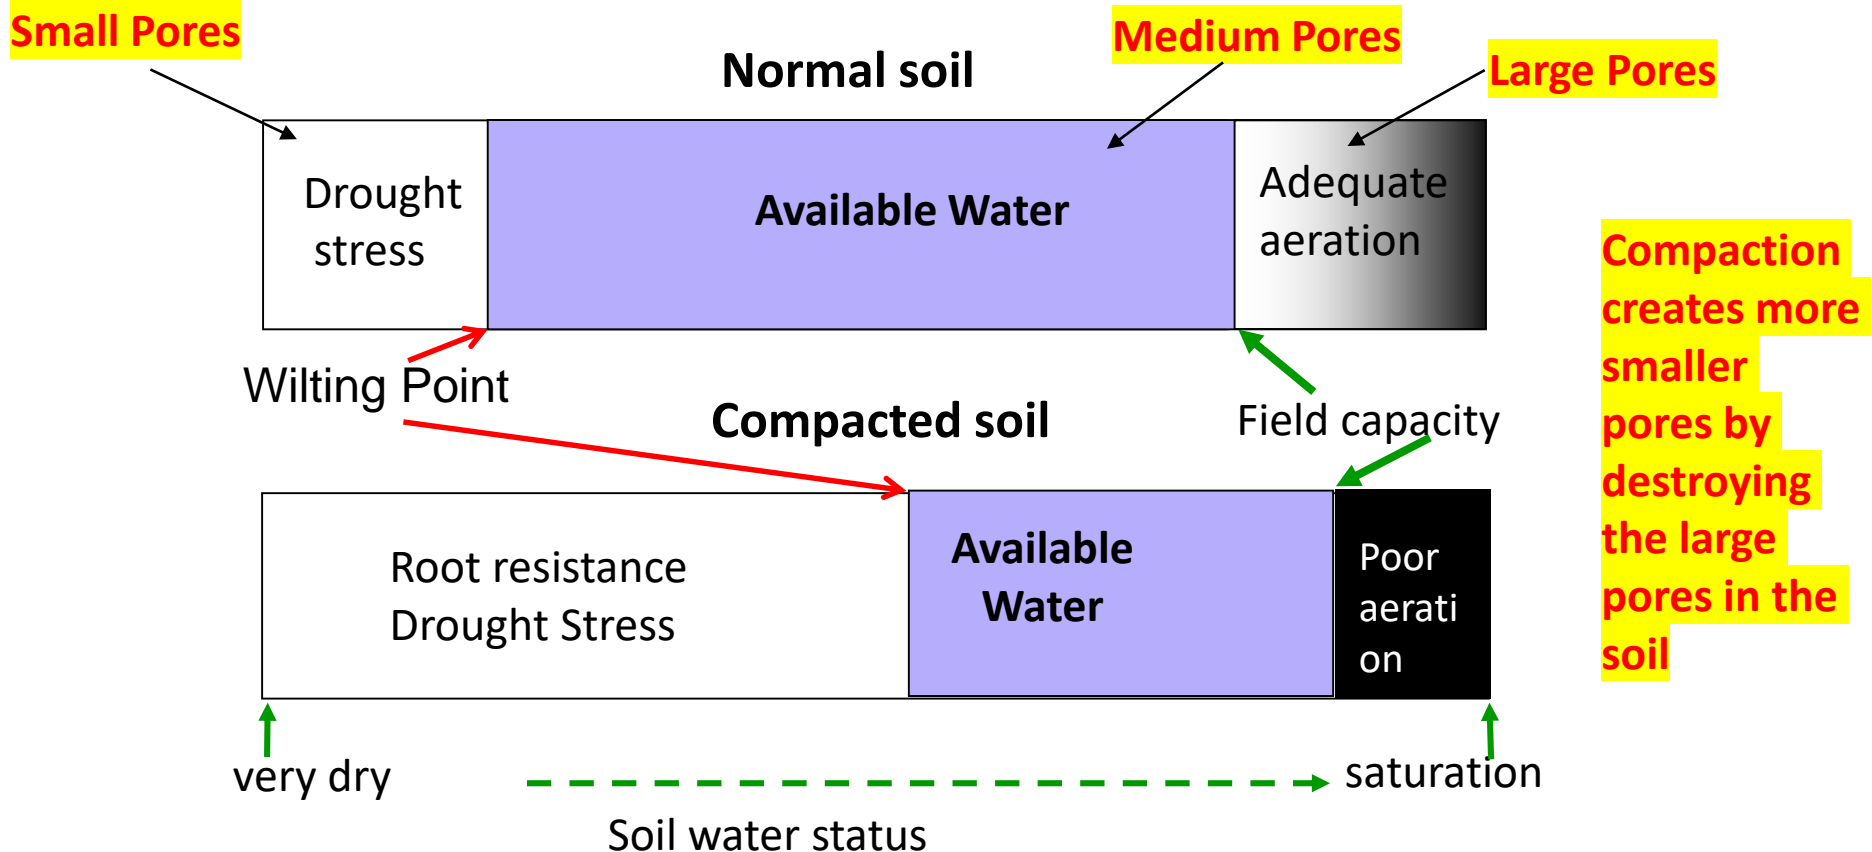 Small Pores
Medium Pores
Normal soil
Large Pores
Drought
stress
Available Water
Adequate
aeration
Compaction
creates more
smaller
pores by
destroying
the large
pores in the
soil
Wilting Point
Compacted soil
Field capacity
Root resistance
Drought Stress
Available
Water
Poor
aerati
on
very dry
saturation
Soil water status